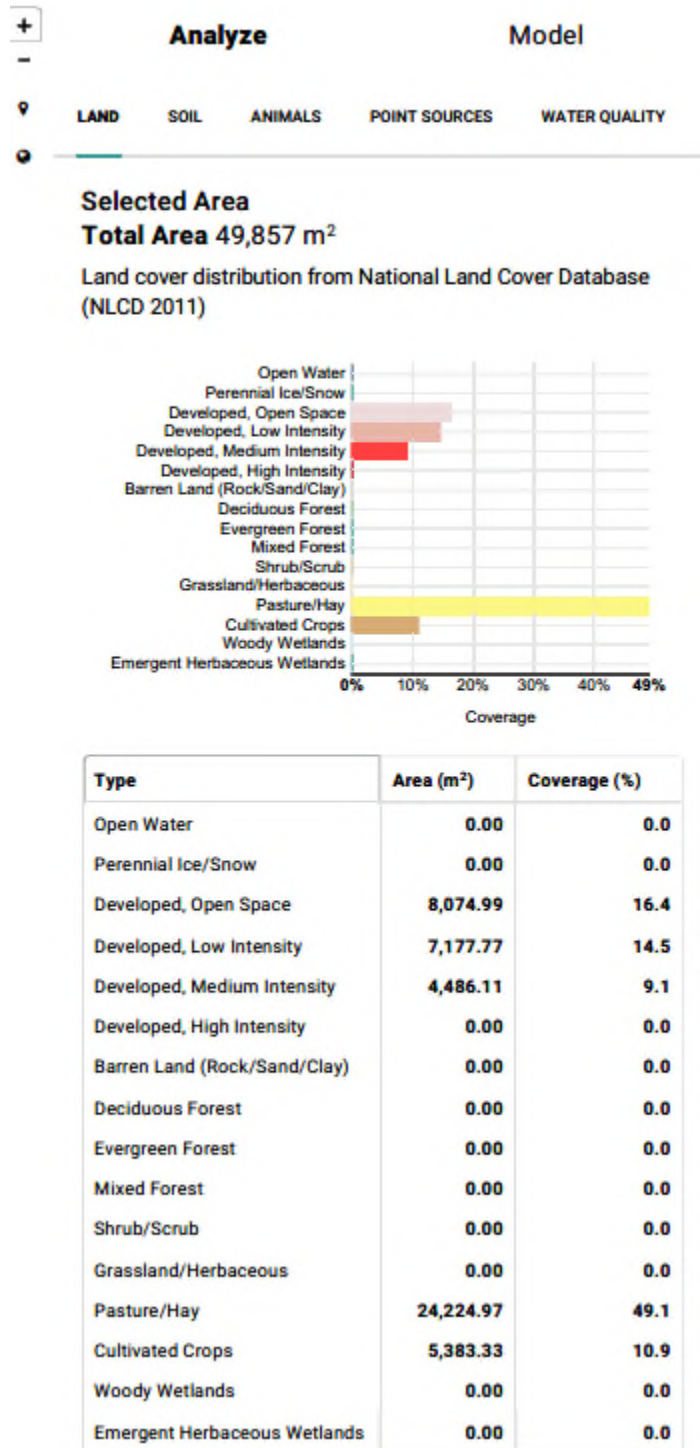 +
Analyze Model
−
LAND SOIL ANIMALS POINT SOURCES WATER QUALITY
Selected Area
Total Area 49,857 m²
Land cover distribution from National Land Cover Database
(NLCD 2011)
Open Water
Perennial Ice/Snow
Developed, Open Space
Developed, Low Intensity
Developed, Medium Intensity
Developed, High Intensity
Barren Land (Rock/Sand/Clay)
Deciduous Forest
Evergreen Forest
Mixed Forest
Shrub/Scrub
Grassland/Herbaceous
Pasture/Hay
Cultivated Crops
Woody Wetlands
Emergent Herbaceous Wetlands
0% 10% 20% 30% 40% 49%
Coverage
Type Area (m²) Coverage (%)
Open Water 0.00 0.0
Perennial Ice/Snow 0.00 0.0
Developed, Open Space 8,074.99 16.4
Developed, Low Intensity 7,177.77 14.5
Developed, Medium Intensity 4,486.11 9.1
Developed, High Intensity 0.00 0.0
Barren Land (Rock/Sand/Clay) 0.00 0.0
Deciduous Forest 0.00 0.0
Evergreen Forest 0.00 0.0
Mixed Forest 0.00 0.0
Shrub/Scrub 0.00 0.0
Grassland/Herbaceous 0.00 0.0
Pasture/Hay 24,224.97 49.1
Cultivated Crops 5,383.33 10.9
Woody Wetlands 0.00 0.0
Emergent Herbaceous Wetlands 0.00 0.0